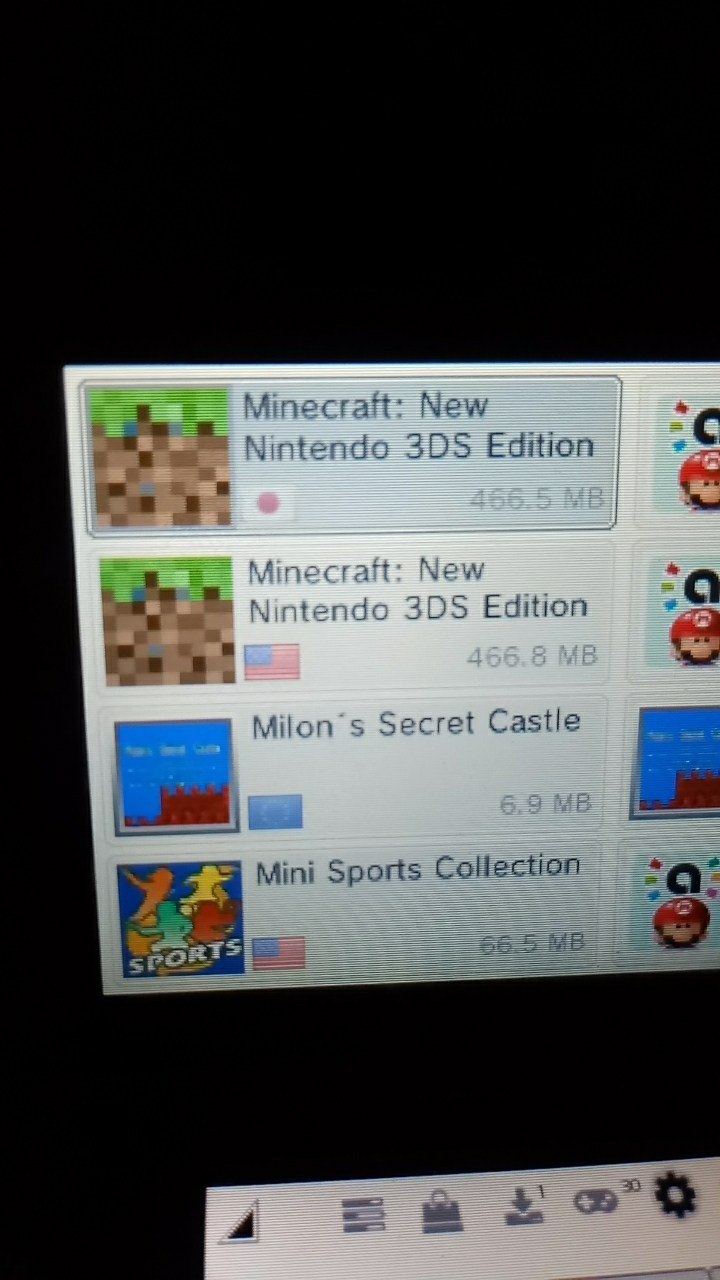 Minecraft: New
Nintendo 3DS Edition
466.5 MB
Minecraft: New
Nintendo 3DS Edition
466.8 MB
Milon´s Secret Castle
6.9 MB
Mini Sports Collection
SPORTS
66.5 MB
a
a
a
1
30